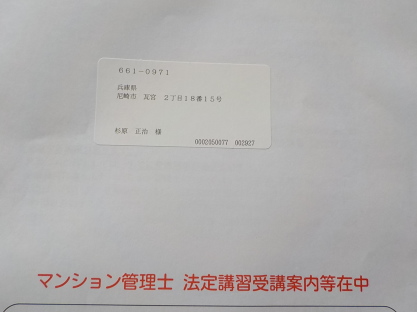 661-0971
兵庫県
尼崎市 瓦宮 2丁目18番15号
杉原 正治 様
0002050077 002927
マンション管理士 法定講習受講案内等在中